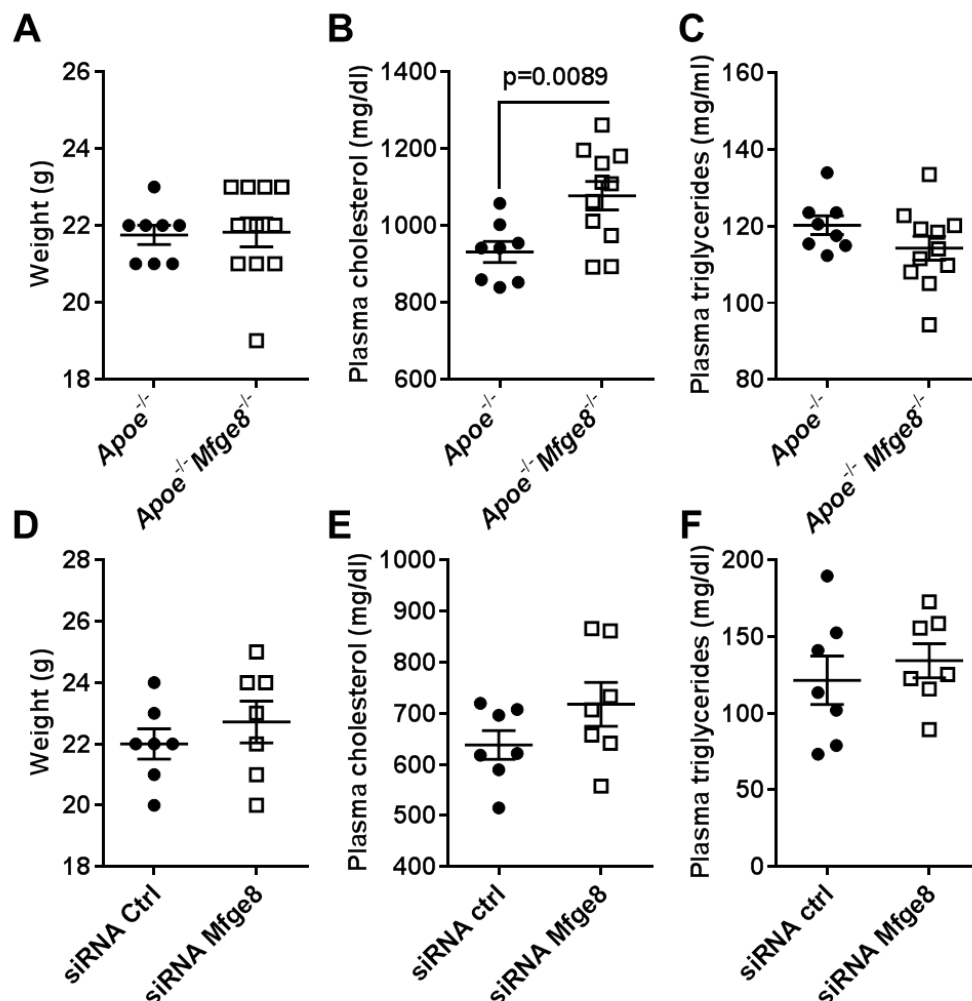 A
Weight (g)
26
24
22
20
18
Apoe-/-
Apoe-/- Mfge8-/-
B
Plasma cholesterol (mg/dl)
1400
1200
1000
800
600
p=0.0089
Apoe-/-
Apoe-/- Mfge8-/-
C
Plasma triglycerides (mg/ml)
160
140
120
100
80
Apoe-/-
Apoe-/- Mfge8-/-
D
Weight (g)
28
26
24
22
20
18
siRNA Ctrl
siRNA Mfge8
E
Plasma cholesterol (mg/dl)
1000
900
800
700
600
500
400
siRNA ctrl
siRNA Mfge8
F
Plasma triglycerides (mg/dl)
200
150
100
50
0
siRNA ctrl
siRNA Mfge8